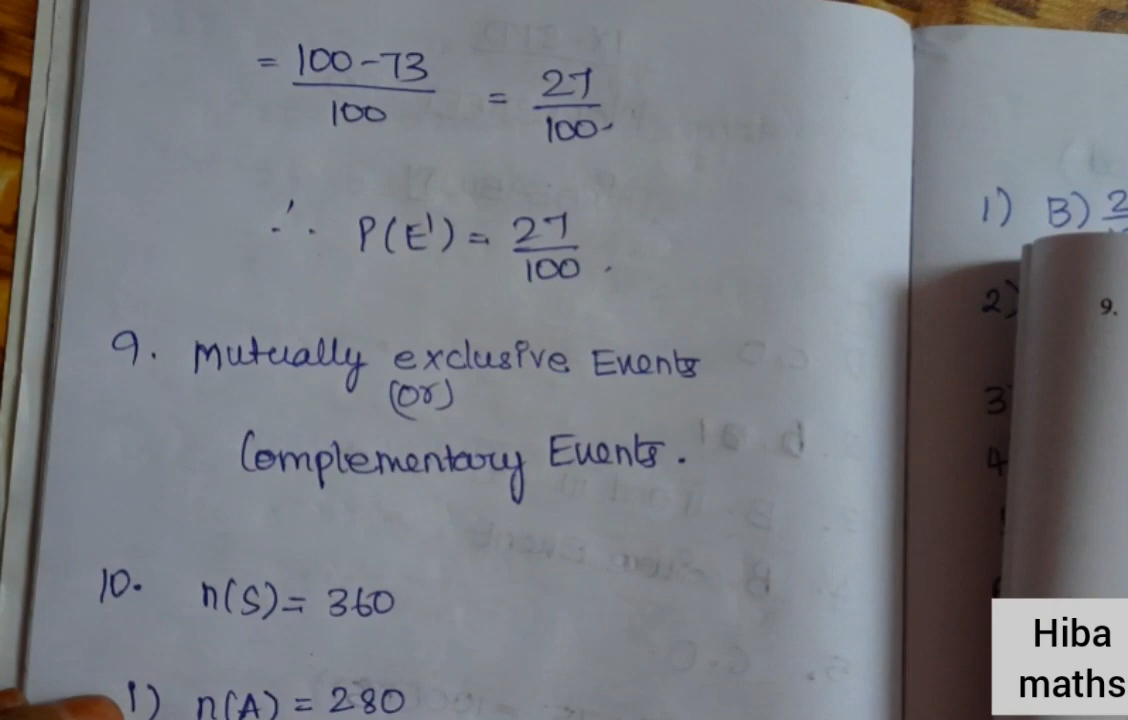 = 100-73 / 100 = 27 / 100.
∴ P(E') = 27 / 100 .
9. Mutually exclusive Events
(or)
Complementary Events.
10. n(S) = 360
1) n(A) = 280
1) B) 2
2)
3
4
9.
Hiba
maths